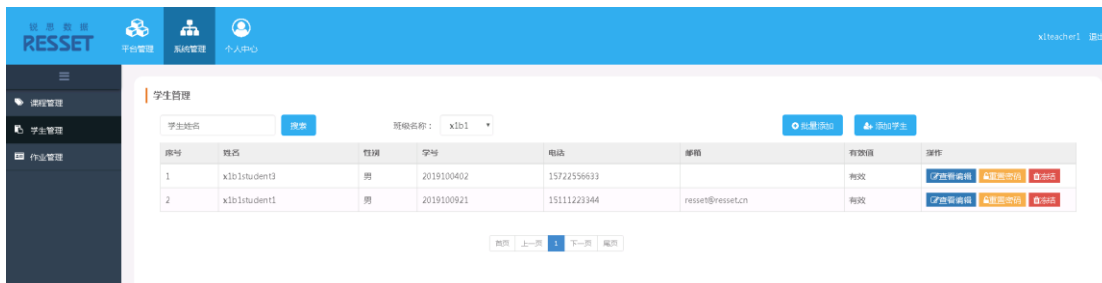 锐思数据
RESSET
平台管理
系统管理
个人中心
x1teacher1
课程管理
学生管理
作业管理
学生管理
学生姓名 搜索 班级名称： x1b1 批量添加 添加学生
序号 姓名 性别 学号 电话 邮箱 有效值 操作
1 x1b1student3 男 2019100402 15722556633 有效 查看编辑 重置密码 冻结
2 x1b1student1 男 2019100921 15111223344 resset@resset.cn 有效 查看编辑 重置密码 冻结
首页 上一页 1 下一页 尾页